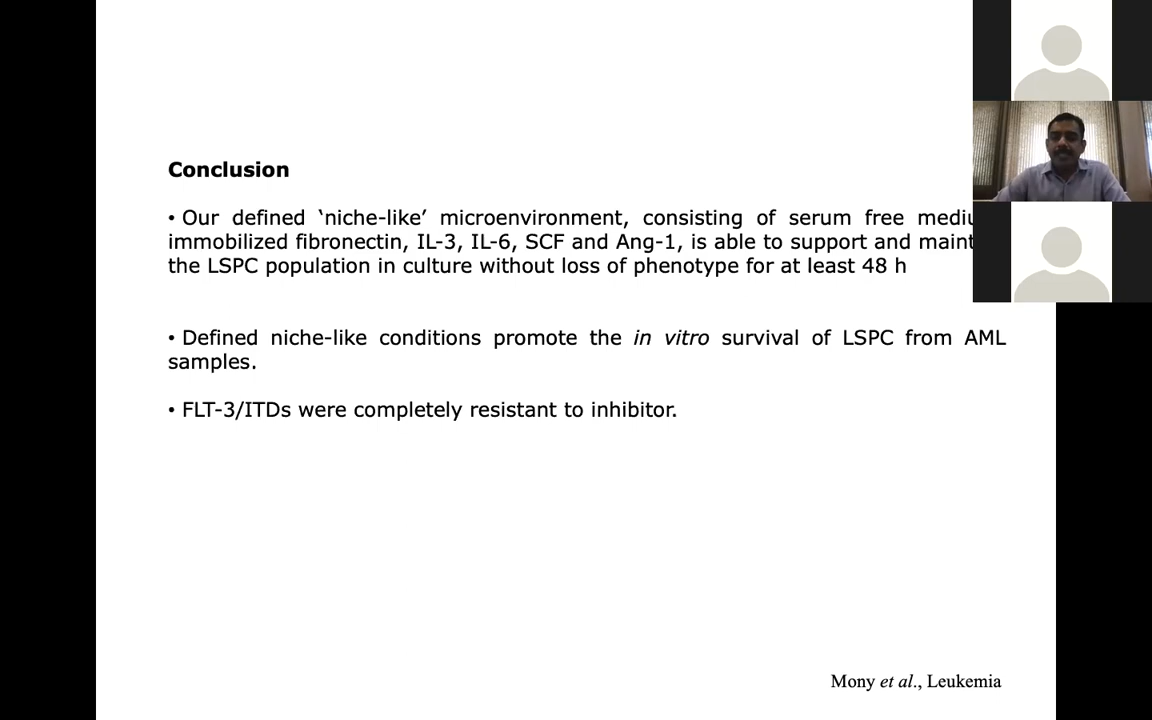 Conclusion
• Our defined ‘niche-like’ microenvironment, consisting of serum free
immobilized fibronectin, IL-3, IL-6, SCF and Ang-1, is able to support and
the LSPC population in culture without loss of phenotype for at least 48 h
• Defined niche-like conditions promote the in vitro survival of LSPC from AML
samples.
• FLT-3/ITDs were completely resistant to inhibitor.
Mony et al., Leukemia